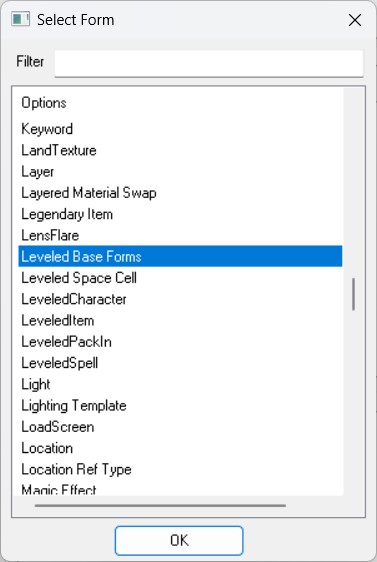 Select Form
Filter
Options
Keyword
LandTexture
Layer
Layered Material Swap
Legendary Item
LensFlare
Leveled Base Forms
Leveled Space Cell
LeveledCharacter
LeveledItem
LeveledPackIn
LeveledSpell
Light
Lighting Template
LoadScreen
Location
Location Ref Type
Magic Effect
OK